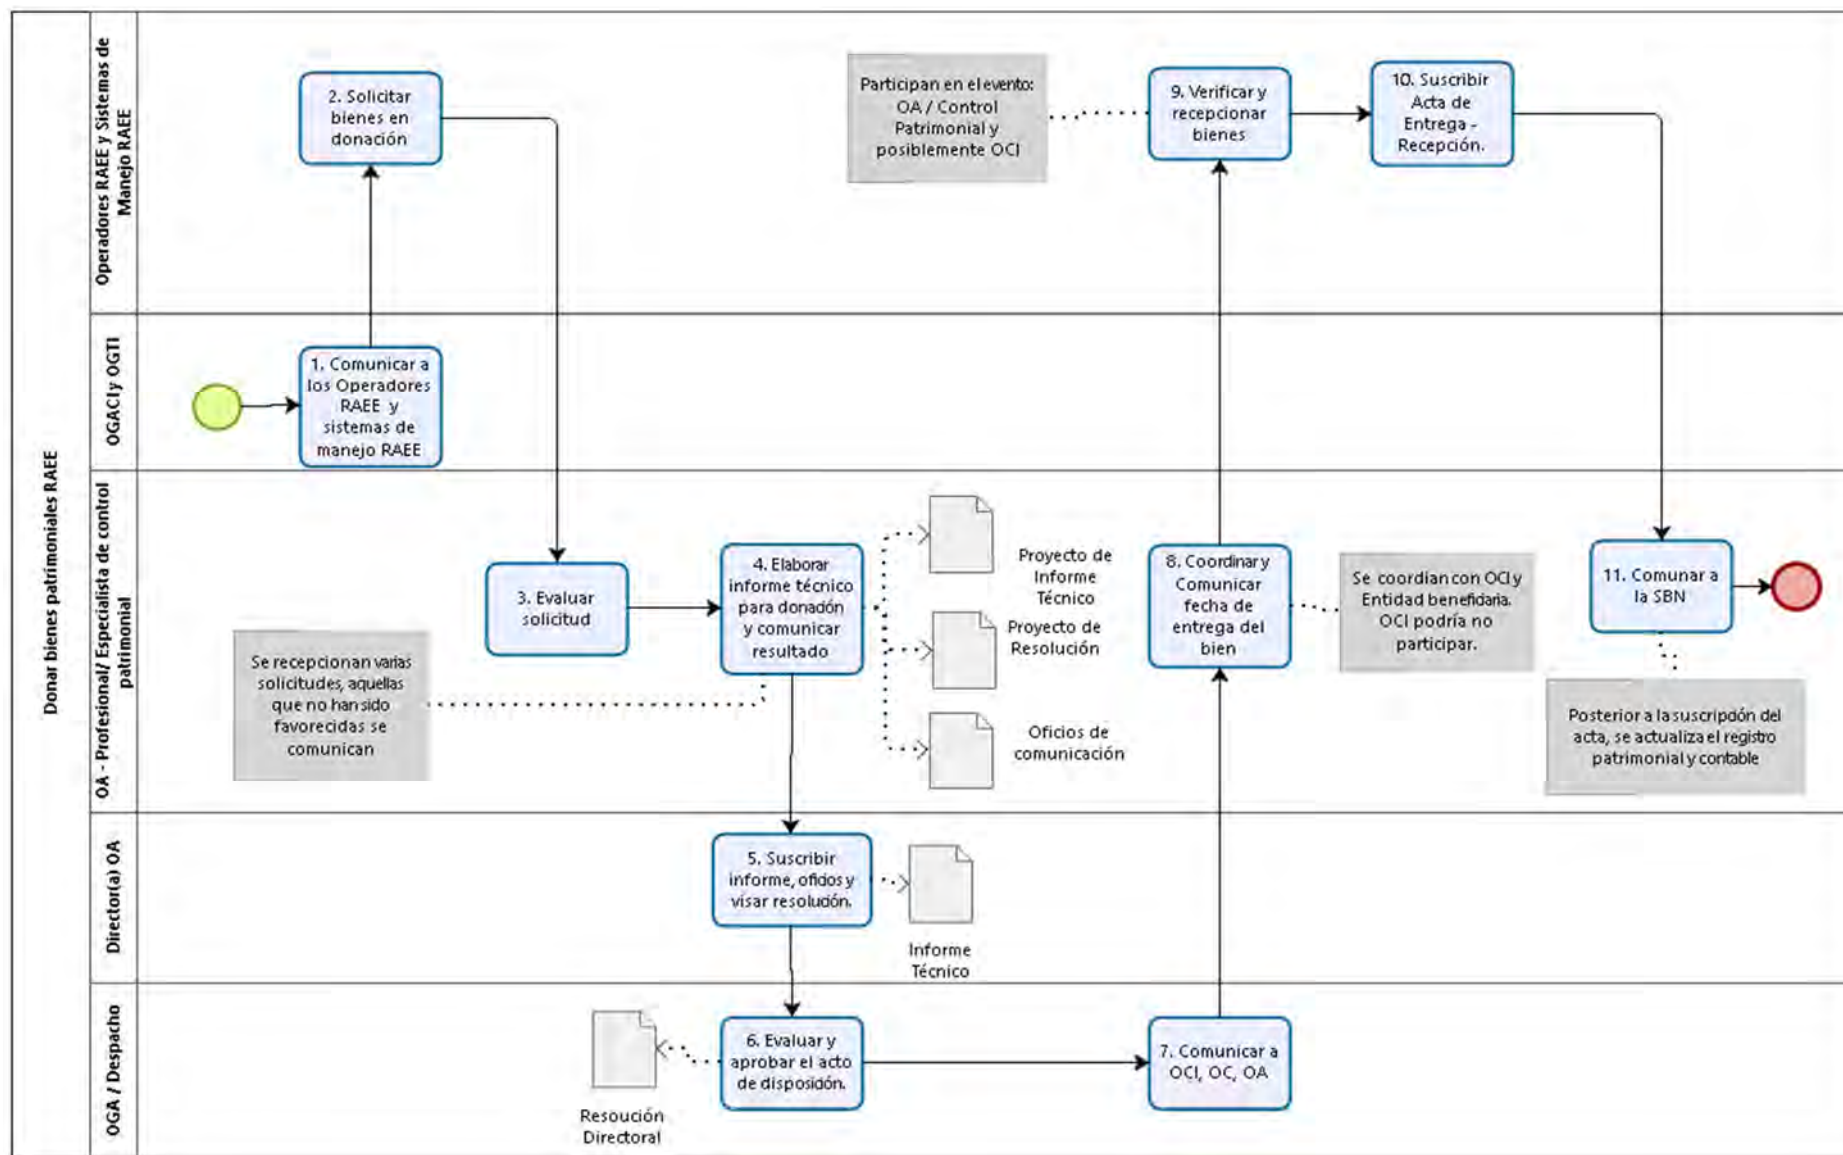 Donar bienes patrimoniales RAEE
Operadores RAEE y Sistemas de
Manejo RAEE
2. Solicitar
bienes en
donación
Participan en el evento:
OA / Control
Patrimonial y
posiblemente OCI
9. Verificar y
recepcionar
bienes
10. Suscribir
Acta de
Entrega -
Recepción.
OGACI y OGTI
1. Comunicar a
los Operadores
RAEE y
sistemas de
manejo RAEE
OA - Profesional/ Especialista de control
patrimonial
Se recepcionan varias
solicitudes, aquellas
que no han sido
favorecidas se
comunican
3. Evaluar
solicitud
4. Elaborar
informe técnico
para donación
y comunicar
resultado
Proyecto de
Informe
Técnico
Proyecto de
Resolución
Oficios de
comunicación
8. Coordinar y
Comunicar
fecha de
entrega del
bien
Se coordian con OCI y
Entidad beneficiaria.
OCI podría no
participar.
11. Comunar a
la SBN
Posterior a la suscripción del
acta, se actualiza el registro
patrimonial y contable
Director(a) OA
5. Suscribir
informe, oficios y
visar resolución.
Informe
Técnico
OGA / Despacho
Resoución
Directoral
6. Evaluar y
aprobar el acto
de disposición.
7. Comunicar a
OCI, OC, OA